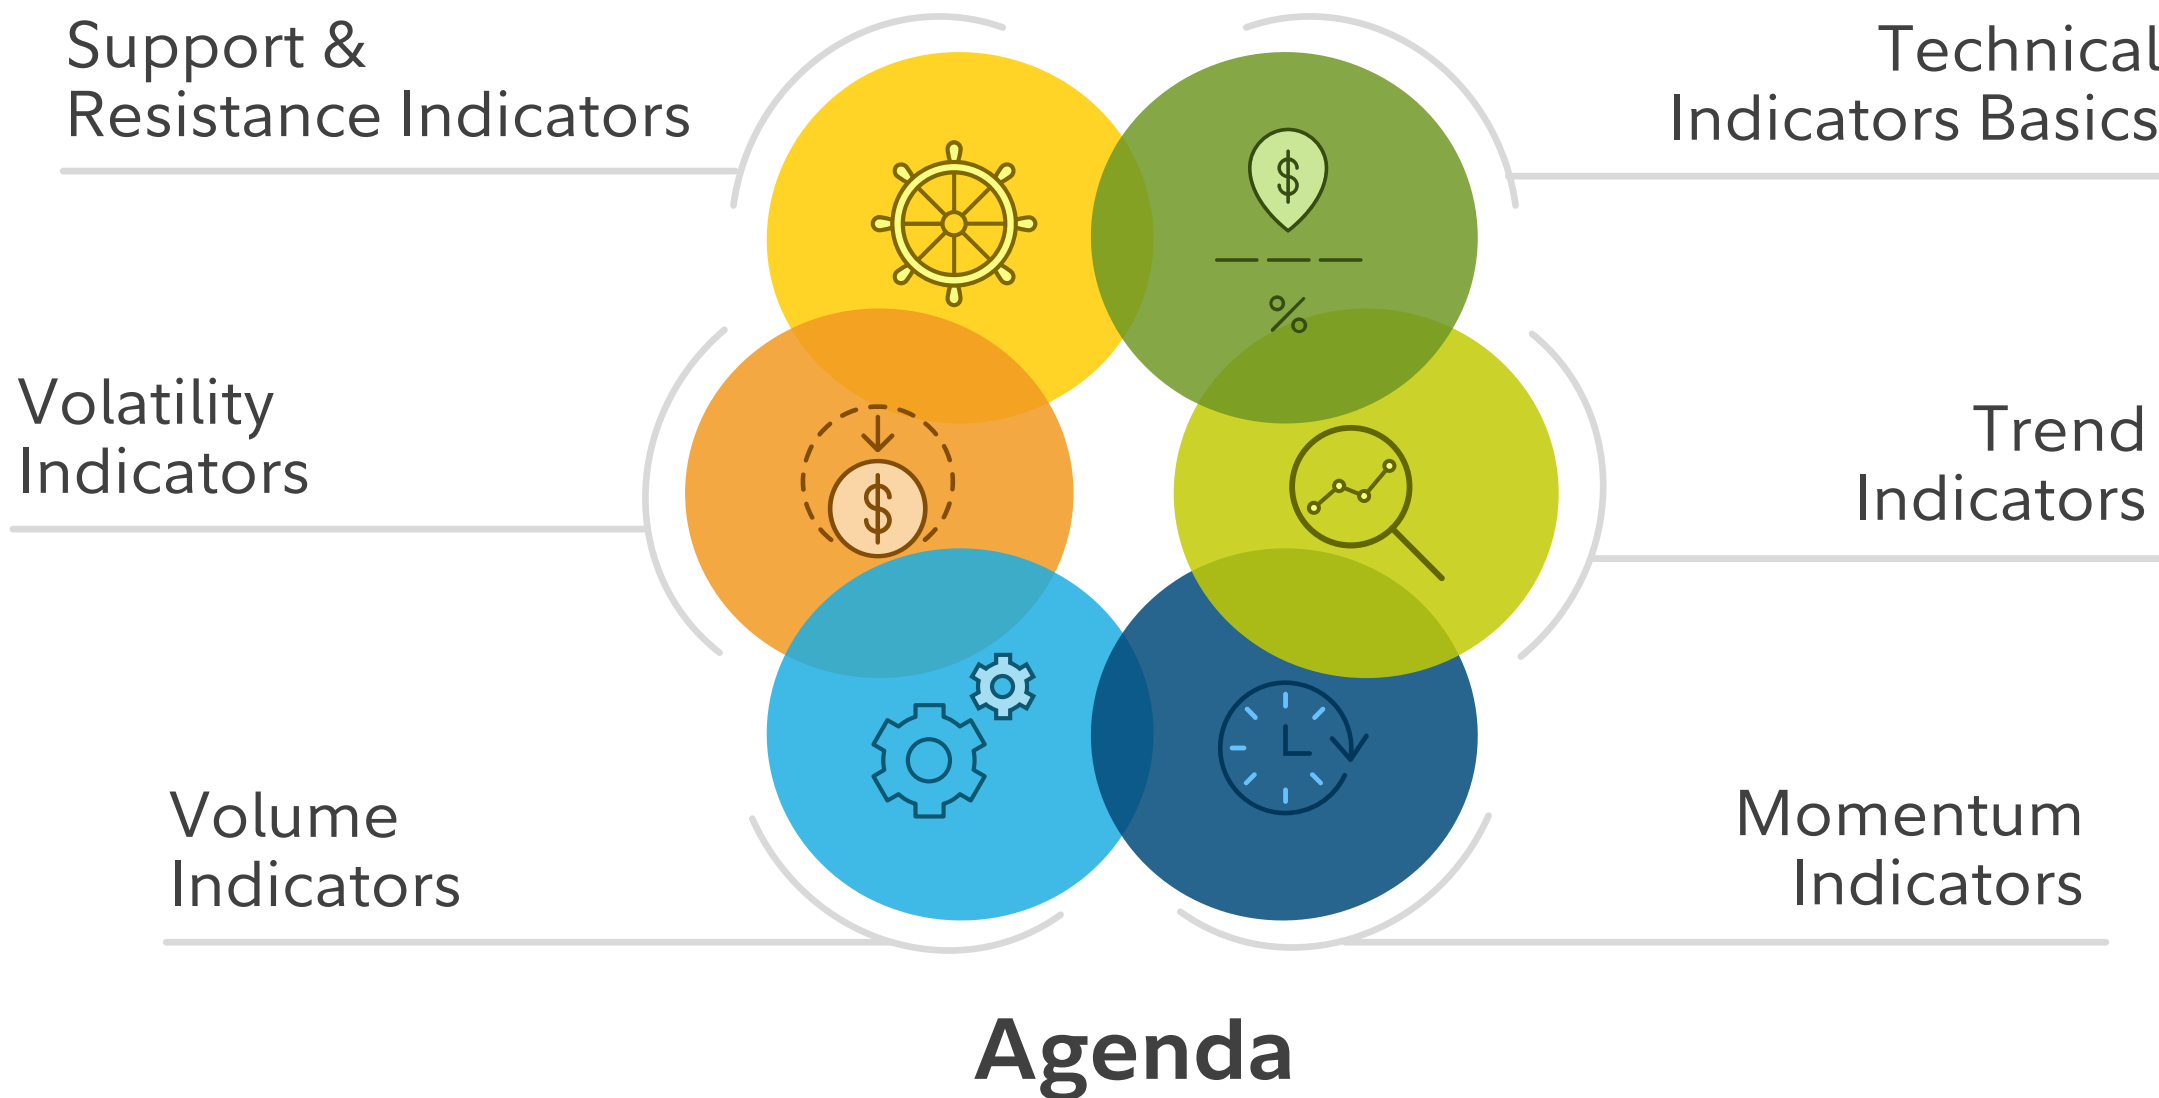 Support &
Resistance Indicators
Technical
Indicators Basics
$
%
Volatility
Indicators
$
Trend
Indicators
Volume
Indicators
Momentum
Indicators
Agenda